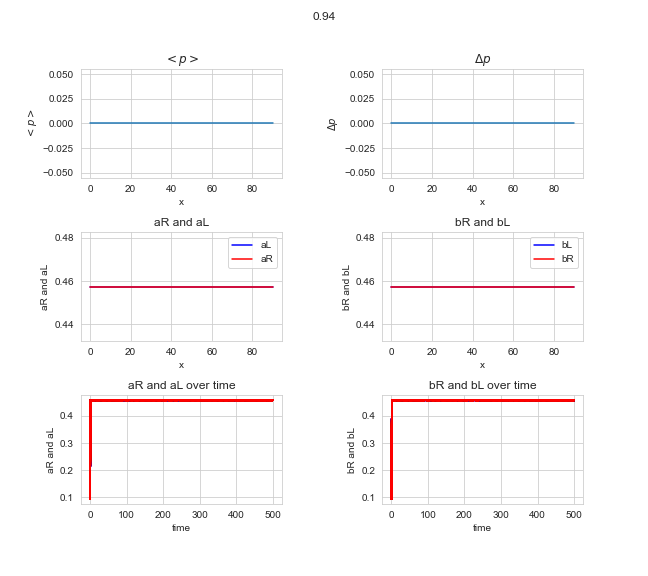 0.94
< p >
Δp
0.050
0.025
0.000
−0.025
−0.050
< p >
0 20 40 60 80
x
0.050
0.025
0.000
−0.025
−0.050
Δp
0 20 40 60 80
x
aR and aL
bR and bL
0.48
0.46
0.44
aR and aL
aL
aR
0 20 40 60 80
x
0.48
0.46
0.44
bR and bL
bL
bR
0 20 40 60 80
x
aR and aL over time
bR and bL over time
0.4
0.3
0.2
0.1
aR and aL
0 100 200 300 400 500
time
0.4
0.3
0.2
0.1
bR and bL
0 100 200 300 400 500
time